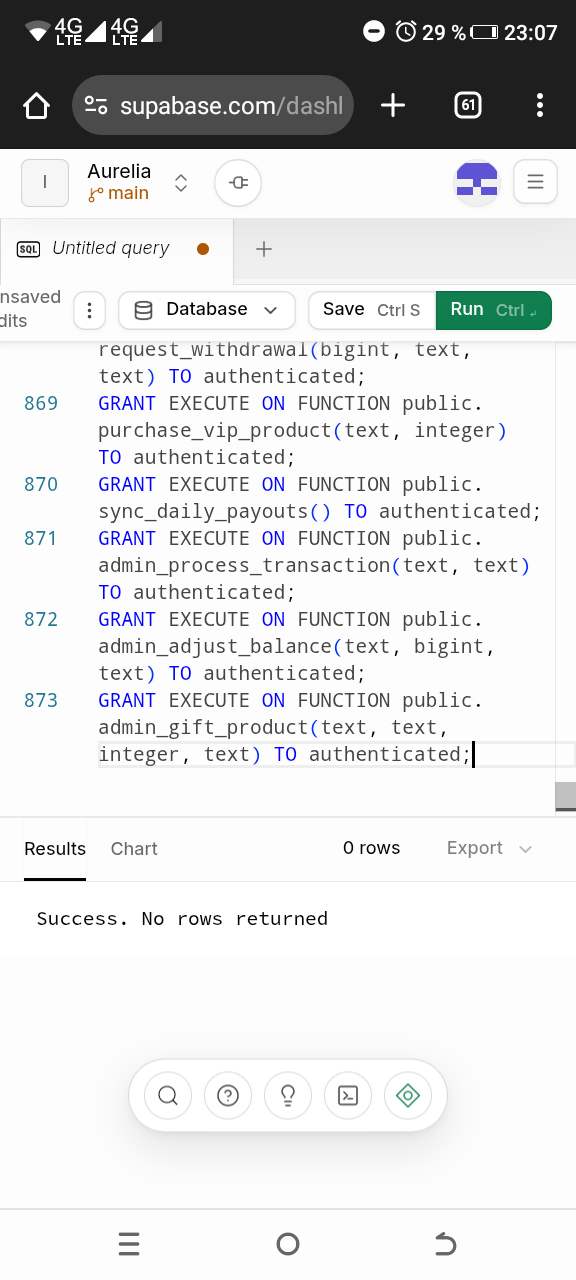 4G LTE 4G LTE 29 % 23:07
supabase.com/dashl
61
I
Aurelia
main
SQL Untitled query
nsaved
dits
Database
Save Ctrl S
Run Ctrl ↵
request_withdrawal(bigint, text,
text) TO authenticated;
869 GRANT EXECUTE ON FUNCTION public.
purchase_vip_product(text, integer)
TO authenticated;
870 GRANT EXECUTE ON FUNCTION public.
sync_daily_payouts() TO authenticated;
871 GRANT EXECUTE ON FUNCTION public.
admin_process_transaction(text, text)
TO authenticated;
872 GRANT EXECUTE ON FUNCTION public.
admin_adjust_balance(text, bigint,
text) TO authenticated;
873 GRANT EXECUTE ON FUNCTION public.
admin_gift_product(text, text,
integer, text) TO authenticated;
Results Chart 0 rows Export
Success. No rows returned